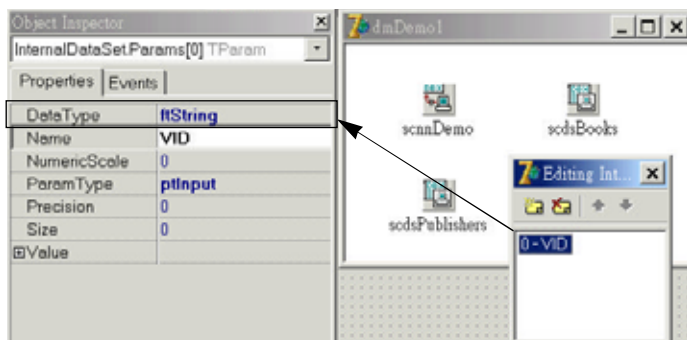 Object Inspector
InternalDataSet.Params[0] TParam
Properties Events
DataType ftString
Name VID
NumericScale 0
ParamType ptInput
Precision 0
Size 0
Value
dmDemo1
scnnDemo
scdsBooks
scdsPublishers
Editing Int...
0 - VID